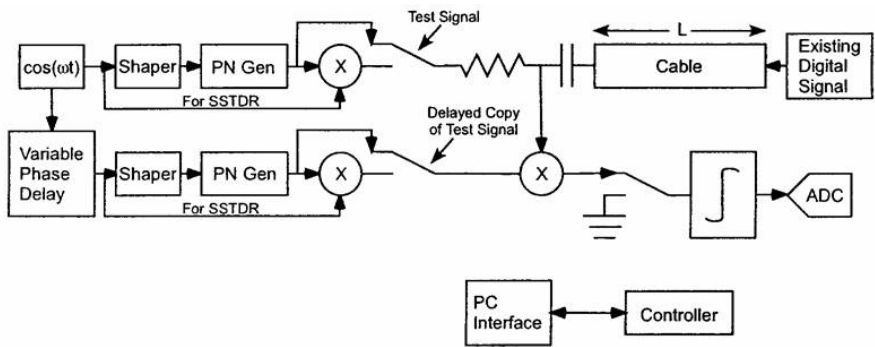 Test Signal
L
cos(ωt)
Shaper
PN Gen
X
Cable
Existing
Digital
Signal
For SSTDR
Delayed Copy
of Test Signal
Variable
Phase
Delay
Shaper
PN Gen
X
X
ADC
For SSTDR
PC
Interface
Controller